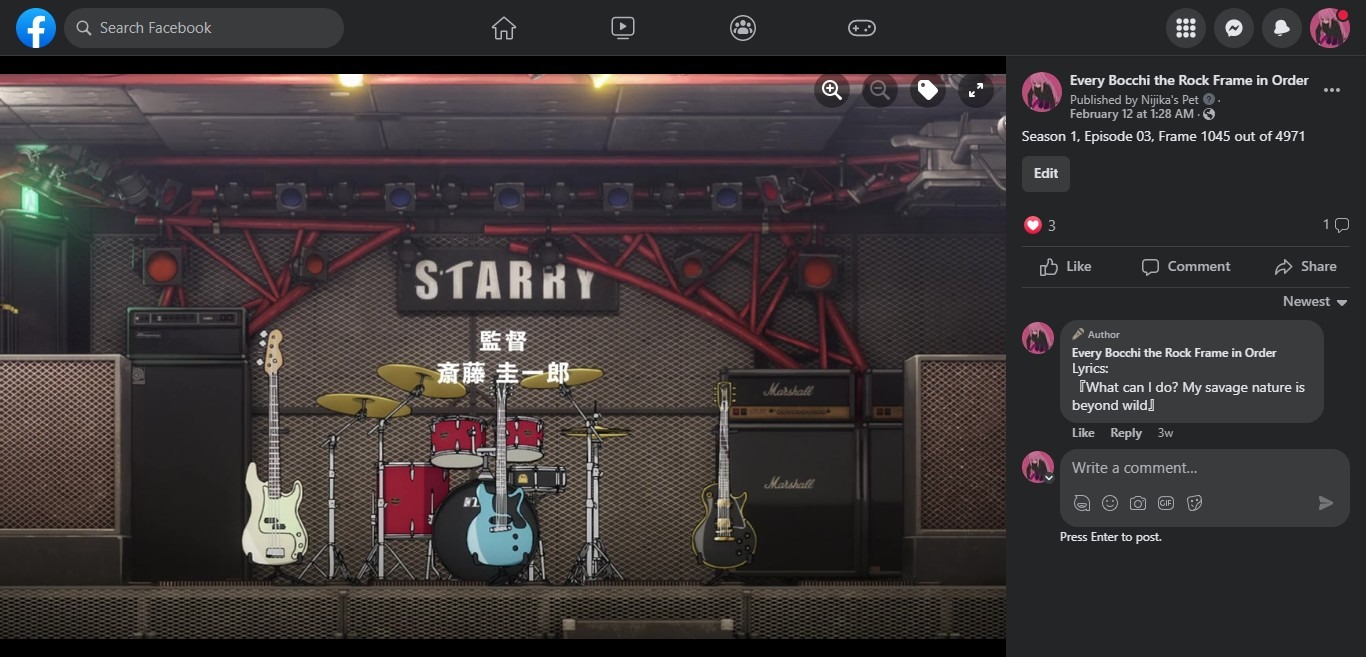 Search Facebook
STARRY
監督
斎藤 圭一郎
Marshall
Marshall
Every Bocchi the Rock Frame in Order
Published by Nijika's Pet ·
February 12 at 1:28 AM ·
Season 1, Episode 03, Frame 1045 out of 4971
Edit
3
1
Like
Comment
Share
Newest
Author
Every Bocchi the Rock Frame in Order
Lyrics:
『What can I do? My savage nature is
beyond wild』
Like
Reply
3w
Write a comment...
GIF
Press Enter to post.